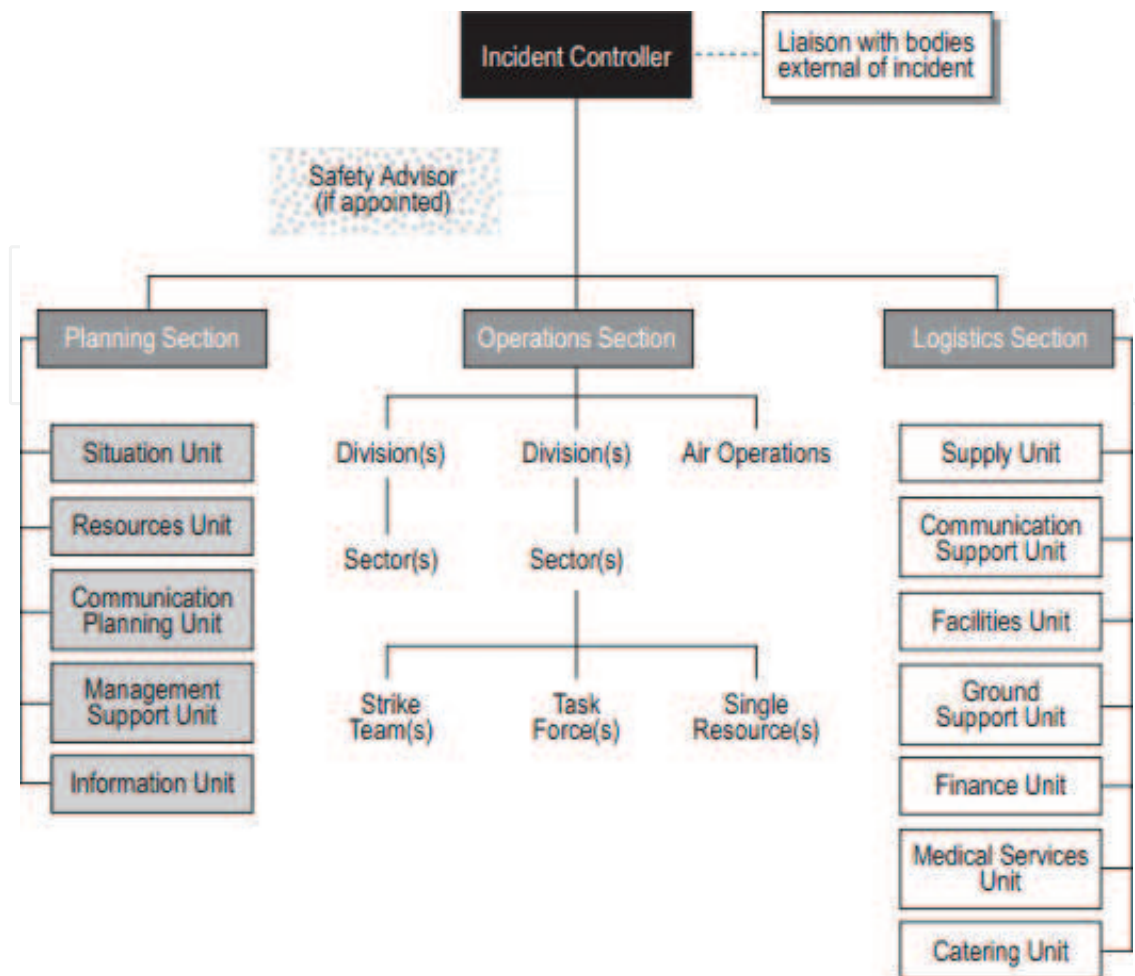 Incident Controller
Liaison with bodies
external of incident
Safety Advisor
(if appointed)
Planning Section
Operations Section
Logistics Section
Situation Unit
Resources Unit
Communication
Planning Unit
Management
Support Unit
Information Unit
Division(s)
Division(s)
Air Operations
Sector(s)
Sector(s)
Strike
Team(s)
Task
Force(s)
Single
Resource(s)
Supply Unit
Communication
Support Unit
Facilities Unit
Ground
Support Unit
Finance Unit
Medical Services
Unit
Catering Unit